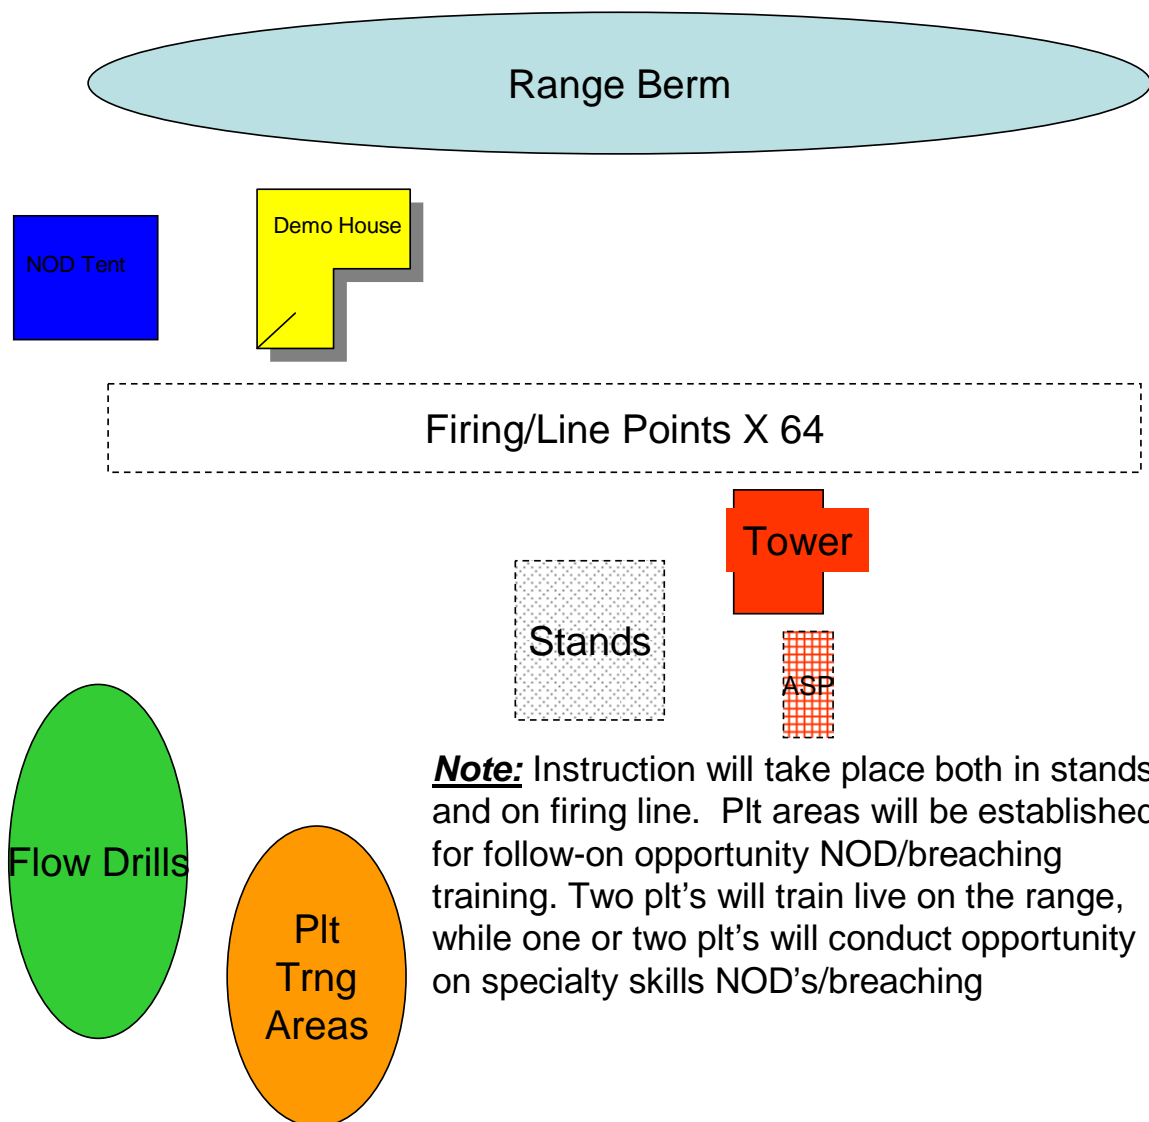 Range Berm
Demo House
NOD Tent
Firing/Line Points X 64
Tower
Stands
ASP
Note: Instruction will take place both in stands
and on firing line.  Plt areas will be established
for follow-on opportunity NOD/breaching
training. Two plt’s will train live on the range,
while one or two plt’s will conduct opportunity
on specialty skills NOD’s/breaching
Flow Drills
Plt
Trng
Areas